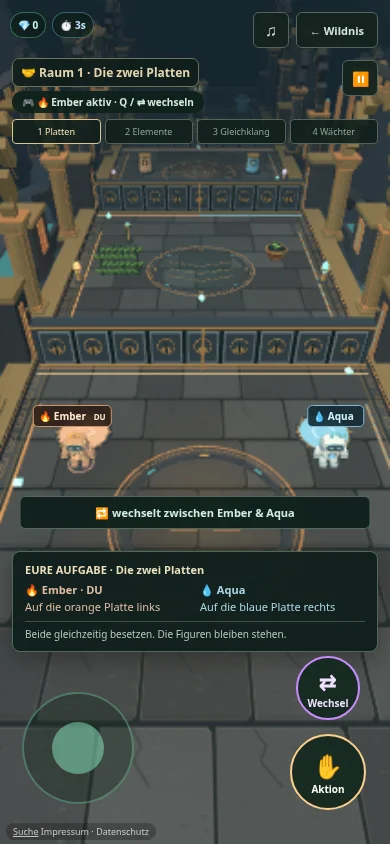 0
3s
♫
← Wildnis
Raum 1 · Die zwei Platten
Ember aktiv · Q / ⇄ wechseln
1 Platten
2 Elemente
3 Gleichklang
4 Wächter
Ember DU
Aqua
wechselt zwischen Ember & Aqua
EURE AUFGABE · Die zwei Platten
Ember · DU
Auf die orange Platte links
Aqua
Auf die blaue Platte rechts
Beide gleichzeitig besetzen. Die Figuren bleiben stehen.
⇄
Wechsel
Aktion
Suche Impressum · Datenschutz